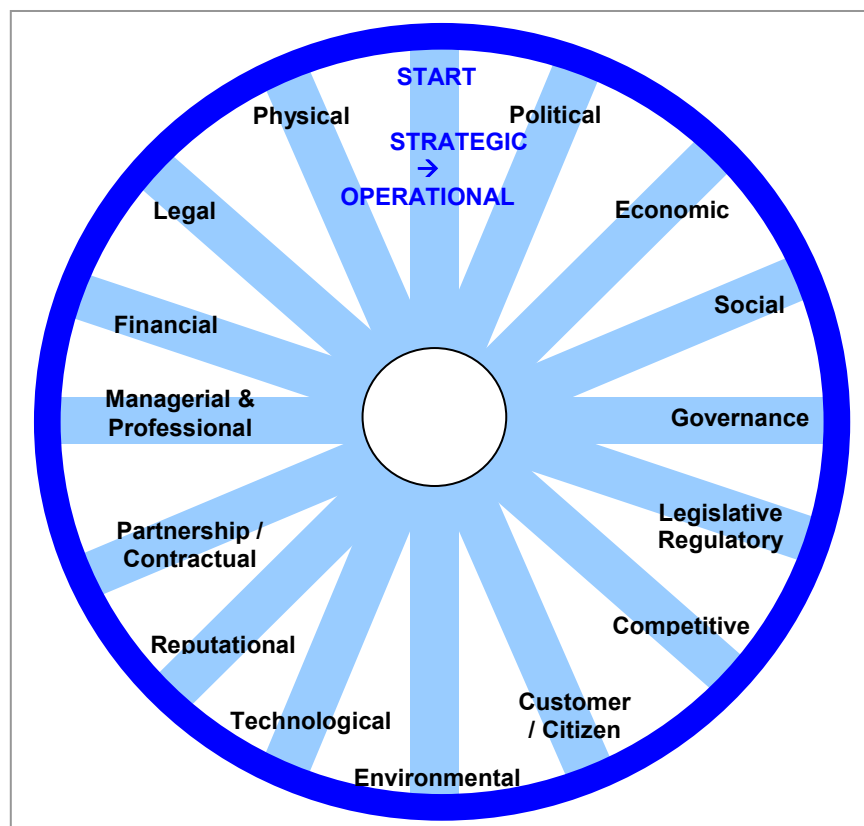 START
STRATEGIC
→
OPERATIONAL
Political
Economic
Social
Governance
Legislative
Regulatory
Competitive
Customer
/ Citizen
Environmental
Technological
Reputational
Partnership /
Contractual
Managerial &
Professional
Financial
Legal
Physical